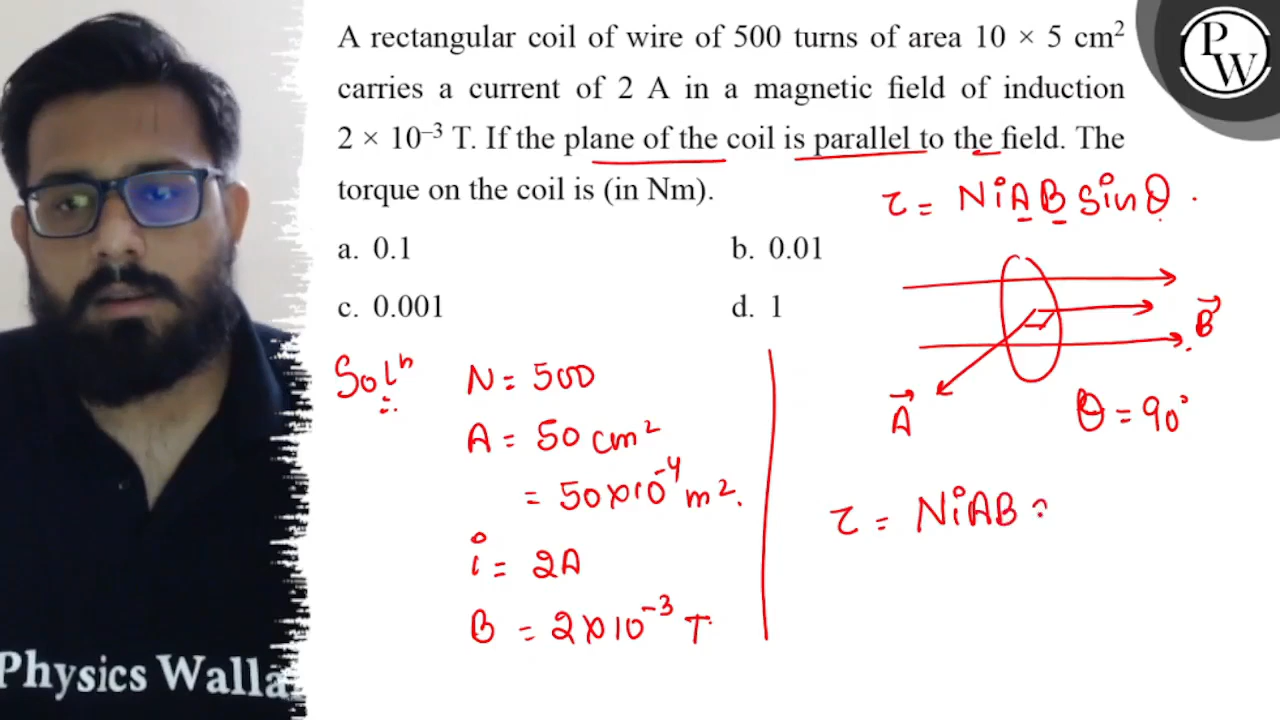 A rectangular coil of wire of 500 turns of area 10 × 5 cm²
carries a current of 2 A in a magnetic field of induction
2 × 10⁻³ T. If the plane of the coil is parallel to the field. The
torque on the coil is (in Nm).
τ = NiAB Sinθ .
a. 0.1
b. 0.01
c. 0.001
d. 1
Solⁿ
N = 500
A = 50 cm²
= 50×10⁻⁴ m².
i = 2A
B = 2×10⁻³ T
B⃗
A⃗
θ = 90°
τ = NiAB
PW
Physics Walla